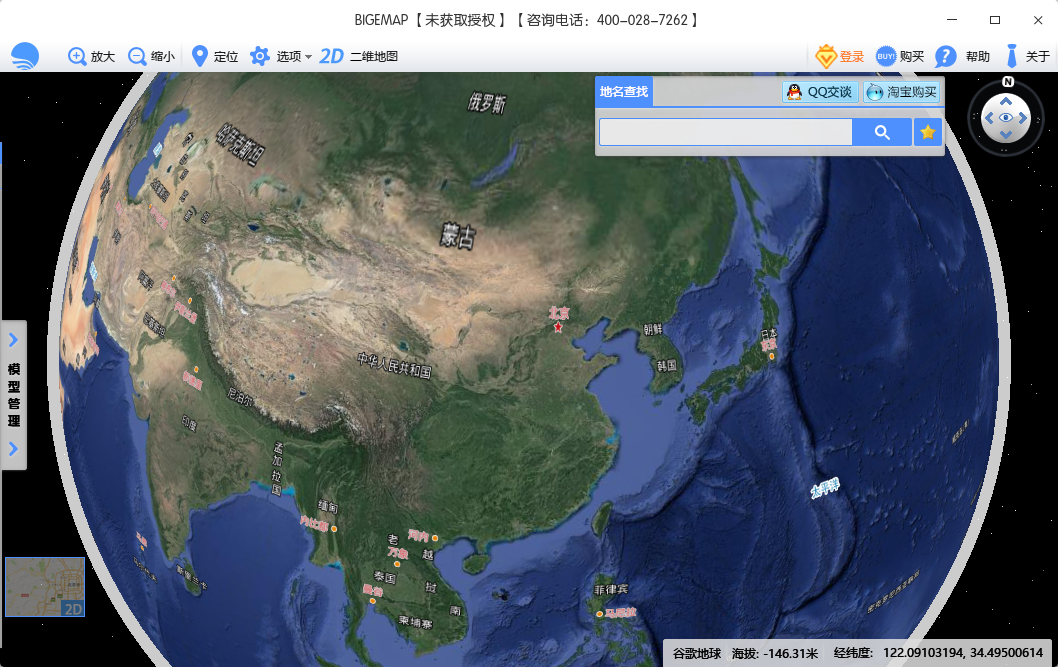 BIGEMAP【未获取授权】【咨询电话：400-028-7262】
放大 缩小 定位 选项 2D 二维地图 登录 BUY! 购买 ? 帮助 关于
地名查找 QQ交谈 淘宝购买
N
俄罗斯
哈萨克斯坦
蒙古
北京
朝鲜
日本
韩国
中华人民共和国
尼泊尔
印度
孟加拉国
缅甸
内比都
河内
老
万象
越
泰国
曼谷
柬埔寨
南
菲律宾
马尼拉
太平洋
模型管理
2D
谷歌地球 海拔: -146.31米 经纬度: 122.09103194, 34.49500614